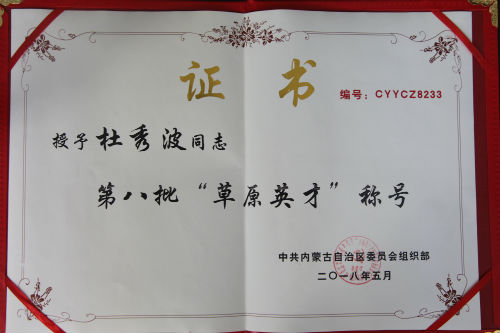 证书
编号：CYYCZ8233
授予杜秀波同志
第八批“草原英才”称号
中共内蒙古自治区委员会组织部
二〇一八年五月